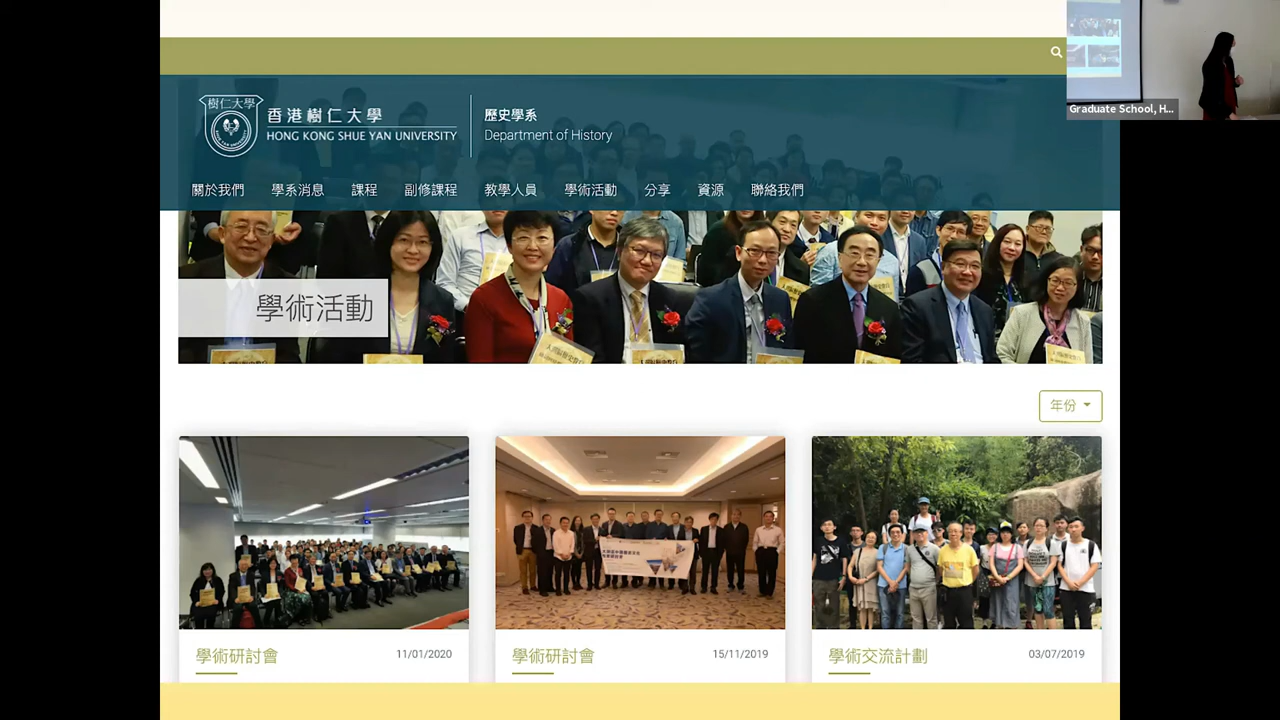 樹仁大學
香港樹仁大學
HONG KONG SHUE YAN UNIVERSITY
歷史學系
Department of History
Graduate School, H...
關於我們 學系消息 課程 副修課程 教學人員 學術活動 分享 資源 聯絡我們
學術活動
年份
學術研討會 11/01/2020
學術研討會 15/11/2019
學術交流計劃 03/07/2019